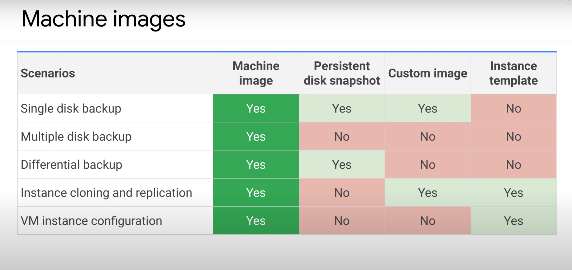 Machine images
Scenarios Machine image Persistent disk snapshot Custom image Instance template
Single disk backup Yes Yes Yes No
Multiple disk backup Yes No No No
Differential backup Yes Yes No No
Instance cloning and replication Yes No Yes Yes
VM instance configuration Yes No No Yes